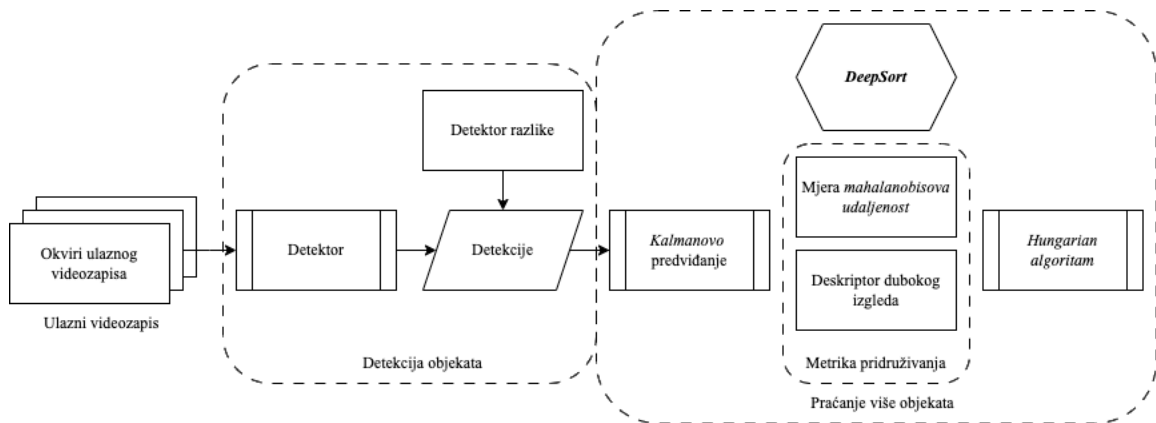 Okviri ulaznog
videozapisa
Ulazni videozapis
Detektor razlike
Detektor
Detekcije
Detekcija objekata
DeepSort
Kalmanovo
predviđanje
Mjera mahalanobisova
udaljenost
Deskriptor dubokog
izgleda
Metrika pridruživanja
Hungarian
algoritam
Praćanje više objekata